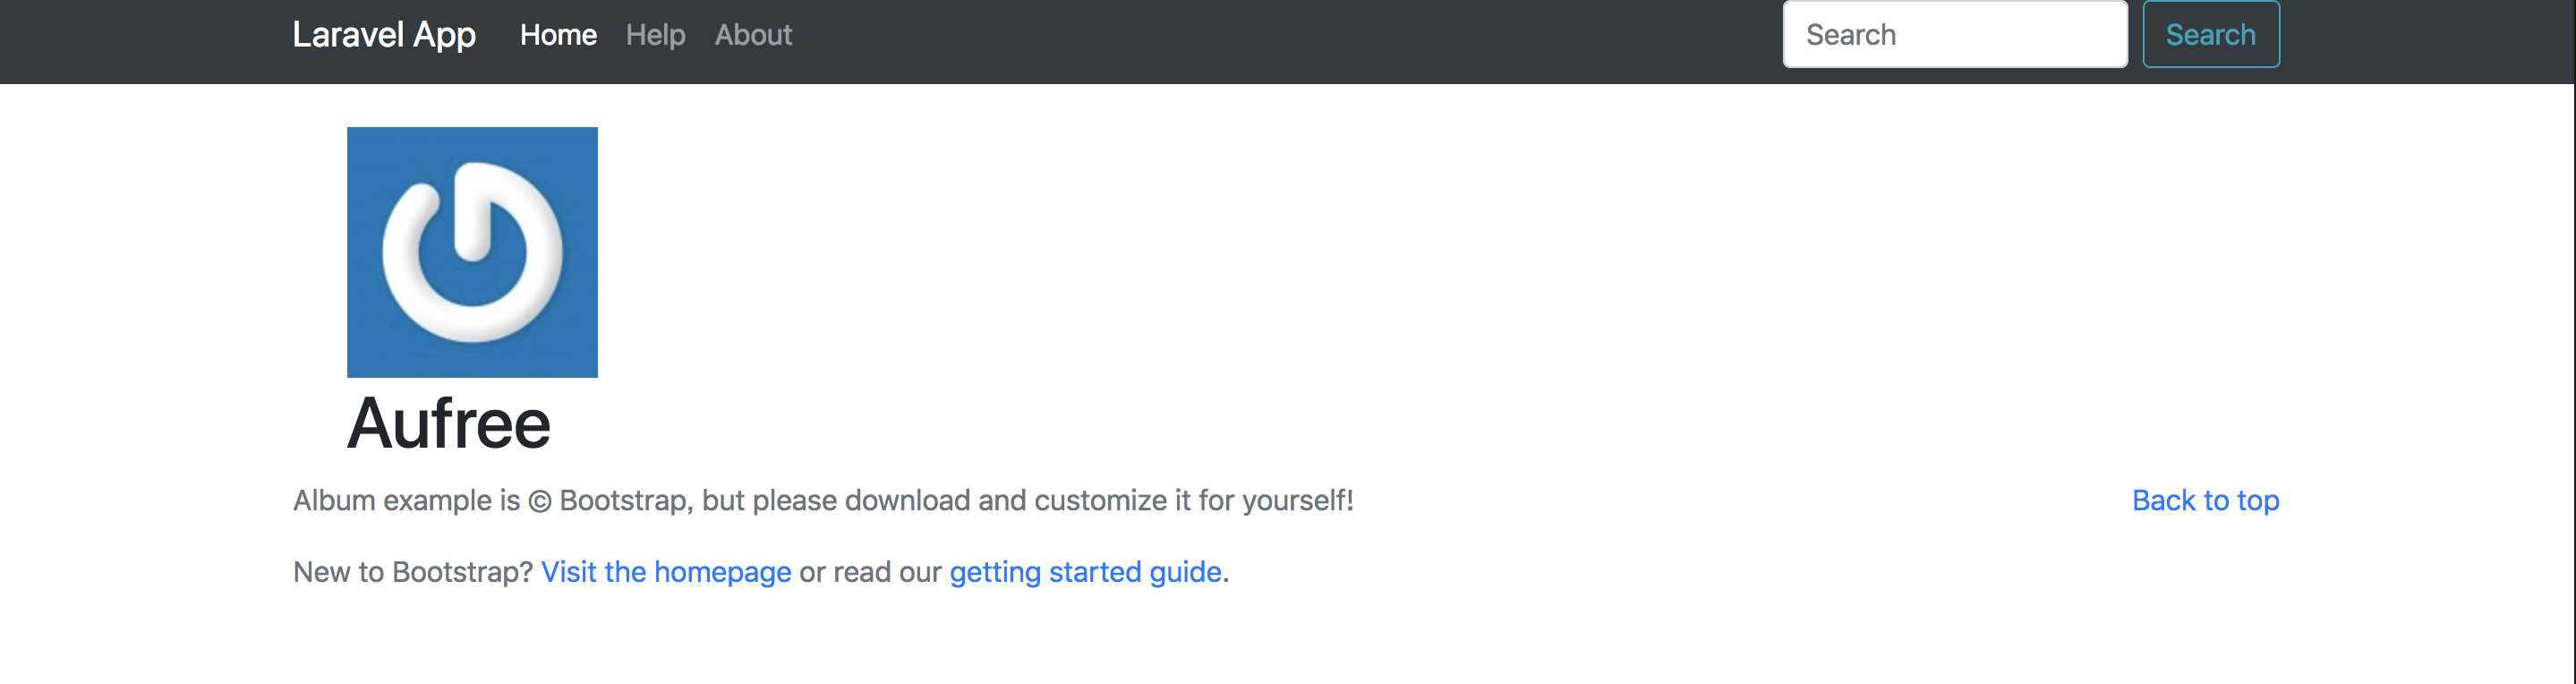 Laravel App Home Help About Search Search
Aufree
Album example is © Bootstrap, but please download and customize it for yourself! Back to top
New to Bootstrap? Visit the homepage or read our getting started guide.